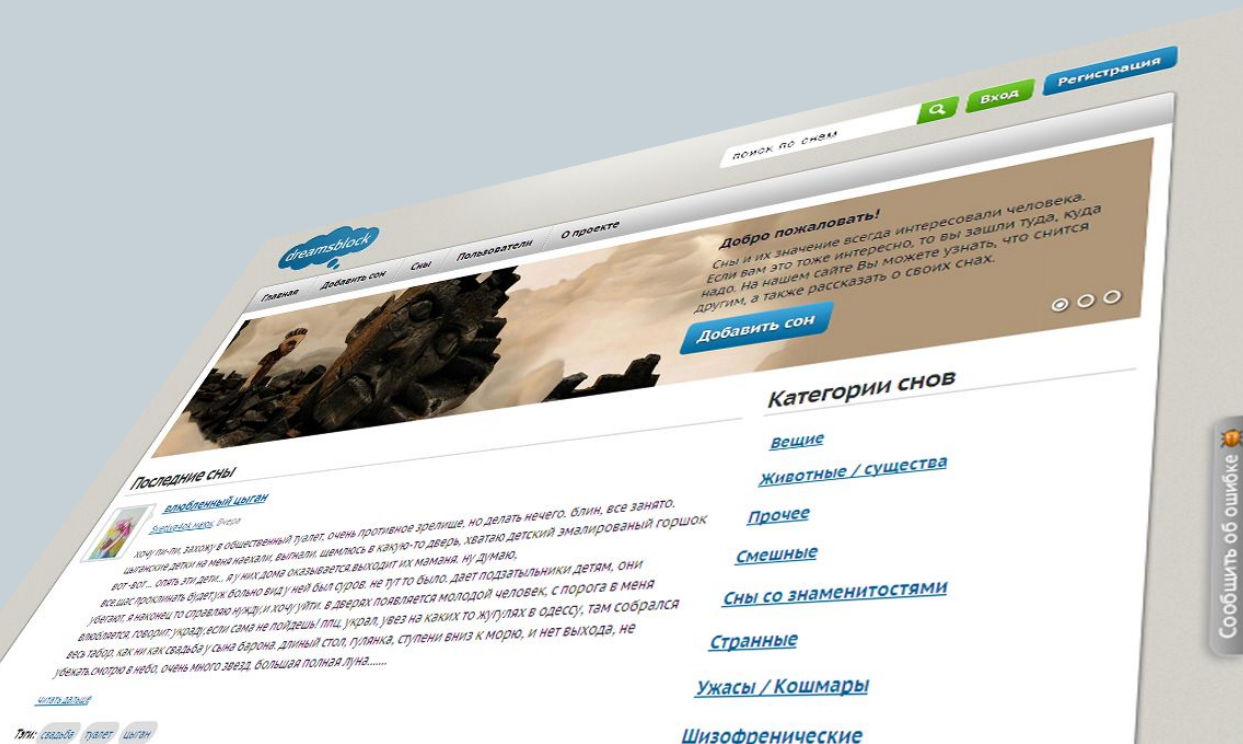 поиск по снам
Вход
Регистрация
dreamsblock
Главная
Добавить сон
Сны
Пользователи
О проекте
Добро пожаловать!
Сны и их значение всегда интересовали человека.
Если вам это тоже интересно, то вы зашли туда, куда
надо. На нашем сайте Вы можете узнать, что снится
другим, а также рассказать о своих снах.
Добавить сон
Последние сны
влюбленный цыган
Вчера
хочу пи-пи, захожу в общественный туалет, очень противное зрелище, но делать нечего. блин, все занято.
цыганские детки на меня наехали, выгнали. шемлюсь в какую-то дверь, хватаю детский эмалированый горшок
вот -вот ... опять эти дети... я у них дома оказывается.выходит их маманя. ну думаю,
все,щас проклинать будет,уж больно вид у ней был суров. не тут то было. дает подзатыльники детям, они
убегают. я наконец то справляю нужду,и хочу уйти. в дверях появляется молодой человек, с порога в меня
влюбляется, говорит: украду,если сама не пойдешь! ппц, украл, увез на каких то жугулях в одессу, там собрался
весь табор, как ни как свадьба у сына барона. длиный стол, гулянка, ступени вниз к морю, и нет выхода, не
убежать.смотрю в небо, очень много звезд, большая полная луна.......
читать дальше
Тэги: свадьба туалет цыган
Категории снов
Вещие
Животные / существа
Прочее
Смешные
Сны со знаменитостями
Странные
Ужасы / Кошмары
Шизофренические
Сообщить об ошибке